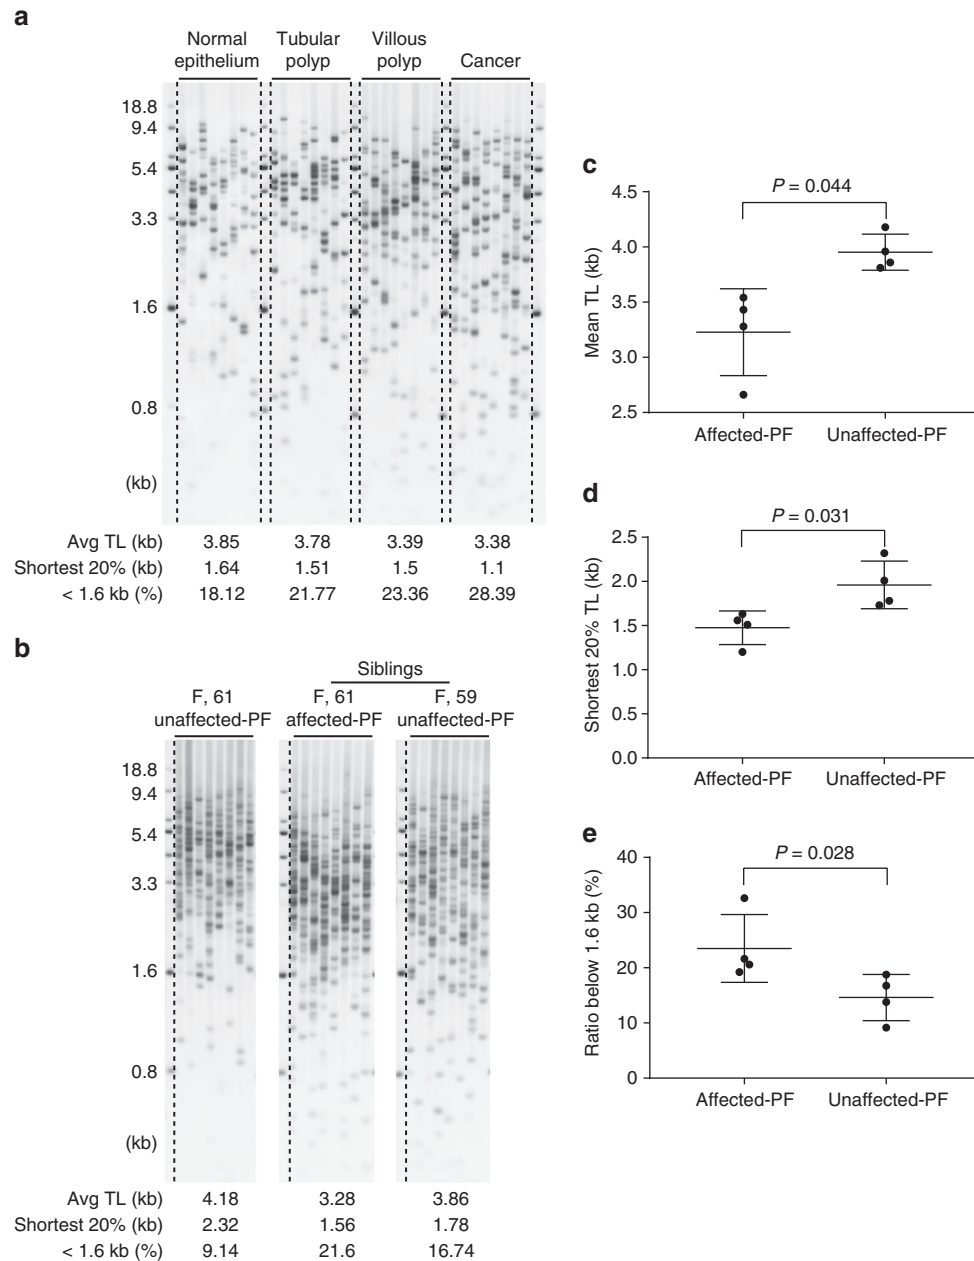 a
Normal epithelium
Tubular polyp
Villous polyp
Cancer
18.8
9.4
5.4
3.3
1.6
0.8
(kb)
Avg TL (kb) 3.85 3.78 3.39 3.38
Shortest 20% (kb) 1.64 1.51 1.5 1.1
< 1.6 kb (%) 18.12 21.77 23.36 28.39
b
Siblings
F, 61 unaffected-PF
F, 61 affected-PF
F, 59 unaffected-PF
18.8
9.4
5.4
3.3
1.6
0.8
(kb)
Avg TL (kb) 4.18 3.28 3.86
Shortest 20% (kb) 2.32 1.56 1.78
< 1.6 kb (%) 9.14 21.6 16.74
c
P = 0.044
Mean TL (kb)
4.5
4.0
3.5
3.0
2.5
Affected-PF Unaffected-PF
d
P = 0.031
Shortest 20% TL (kb)
2.5
2.0
1.5
1.0
0.5
0.0
Affected-PF Unaffected-PF
e
P = 0.028
Ratio below 1.6 kb (%)
40
30
20
10
0
Affected-PF Unaffected-PF